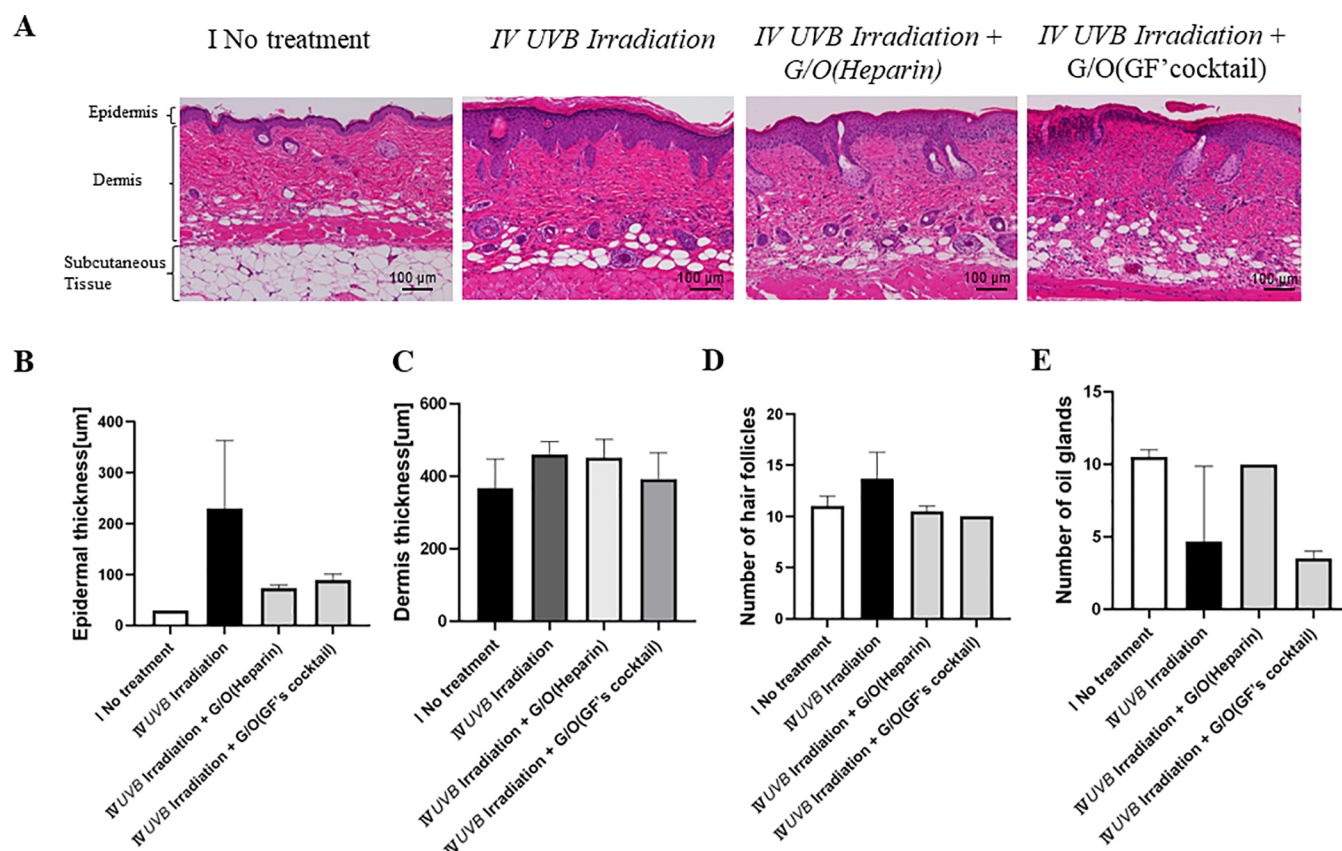 A
I No treatment
IV UVB Irradiation
IV UVB Irradiation +
G/O(Heparin)
IV UVB Irradiation +
G/O(GF’cocktail)
Epidermis
Dermis
Subcutaneous
Tissue
100 µm
100 µm
100 µm
100 µm
B
Epidermal thickness[um]
400
300
200
100
0
I No treatment
IV UVB Irradiation
IV UVB Irradiation + G/O(Heparin)
IV UVB Irradiation + G/O(GF's cocktail)
C
Dermis thickness[um]
600
400
200
0
I No treatment
IV UVB Irradiation
IV UVB Irradiation + G/O(Heparin)
IV UVB Irradiation + G/O(GF's cocktail)
D
Number of hair follicles
20
15
10
5
0
I No treatment
IV UVB Irradiation
IV UVB Irradiation + G/O(Heparin)
IV UVB Irradiation + G/O(GF's cocktail)
E
Number of oil glands
15
10
5
0
I No treatment
IV UVB Irradiation
IV UVB Irradiation + G/O(Heparin)
IV UVB Irradiation + G/O(GF's cocktail)